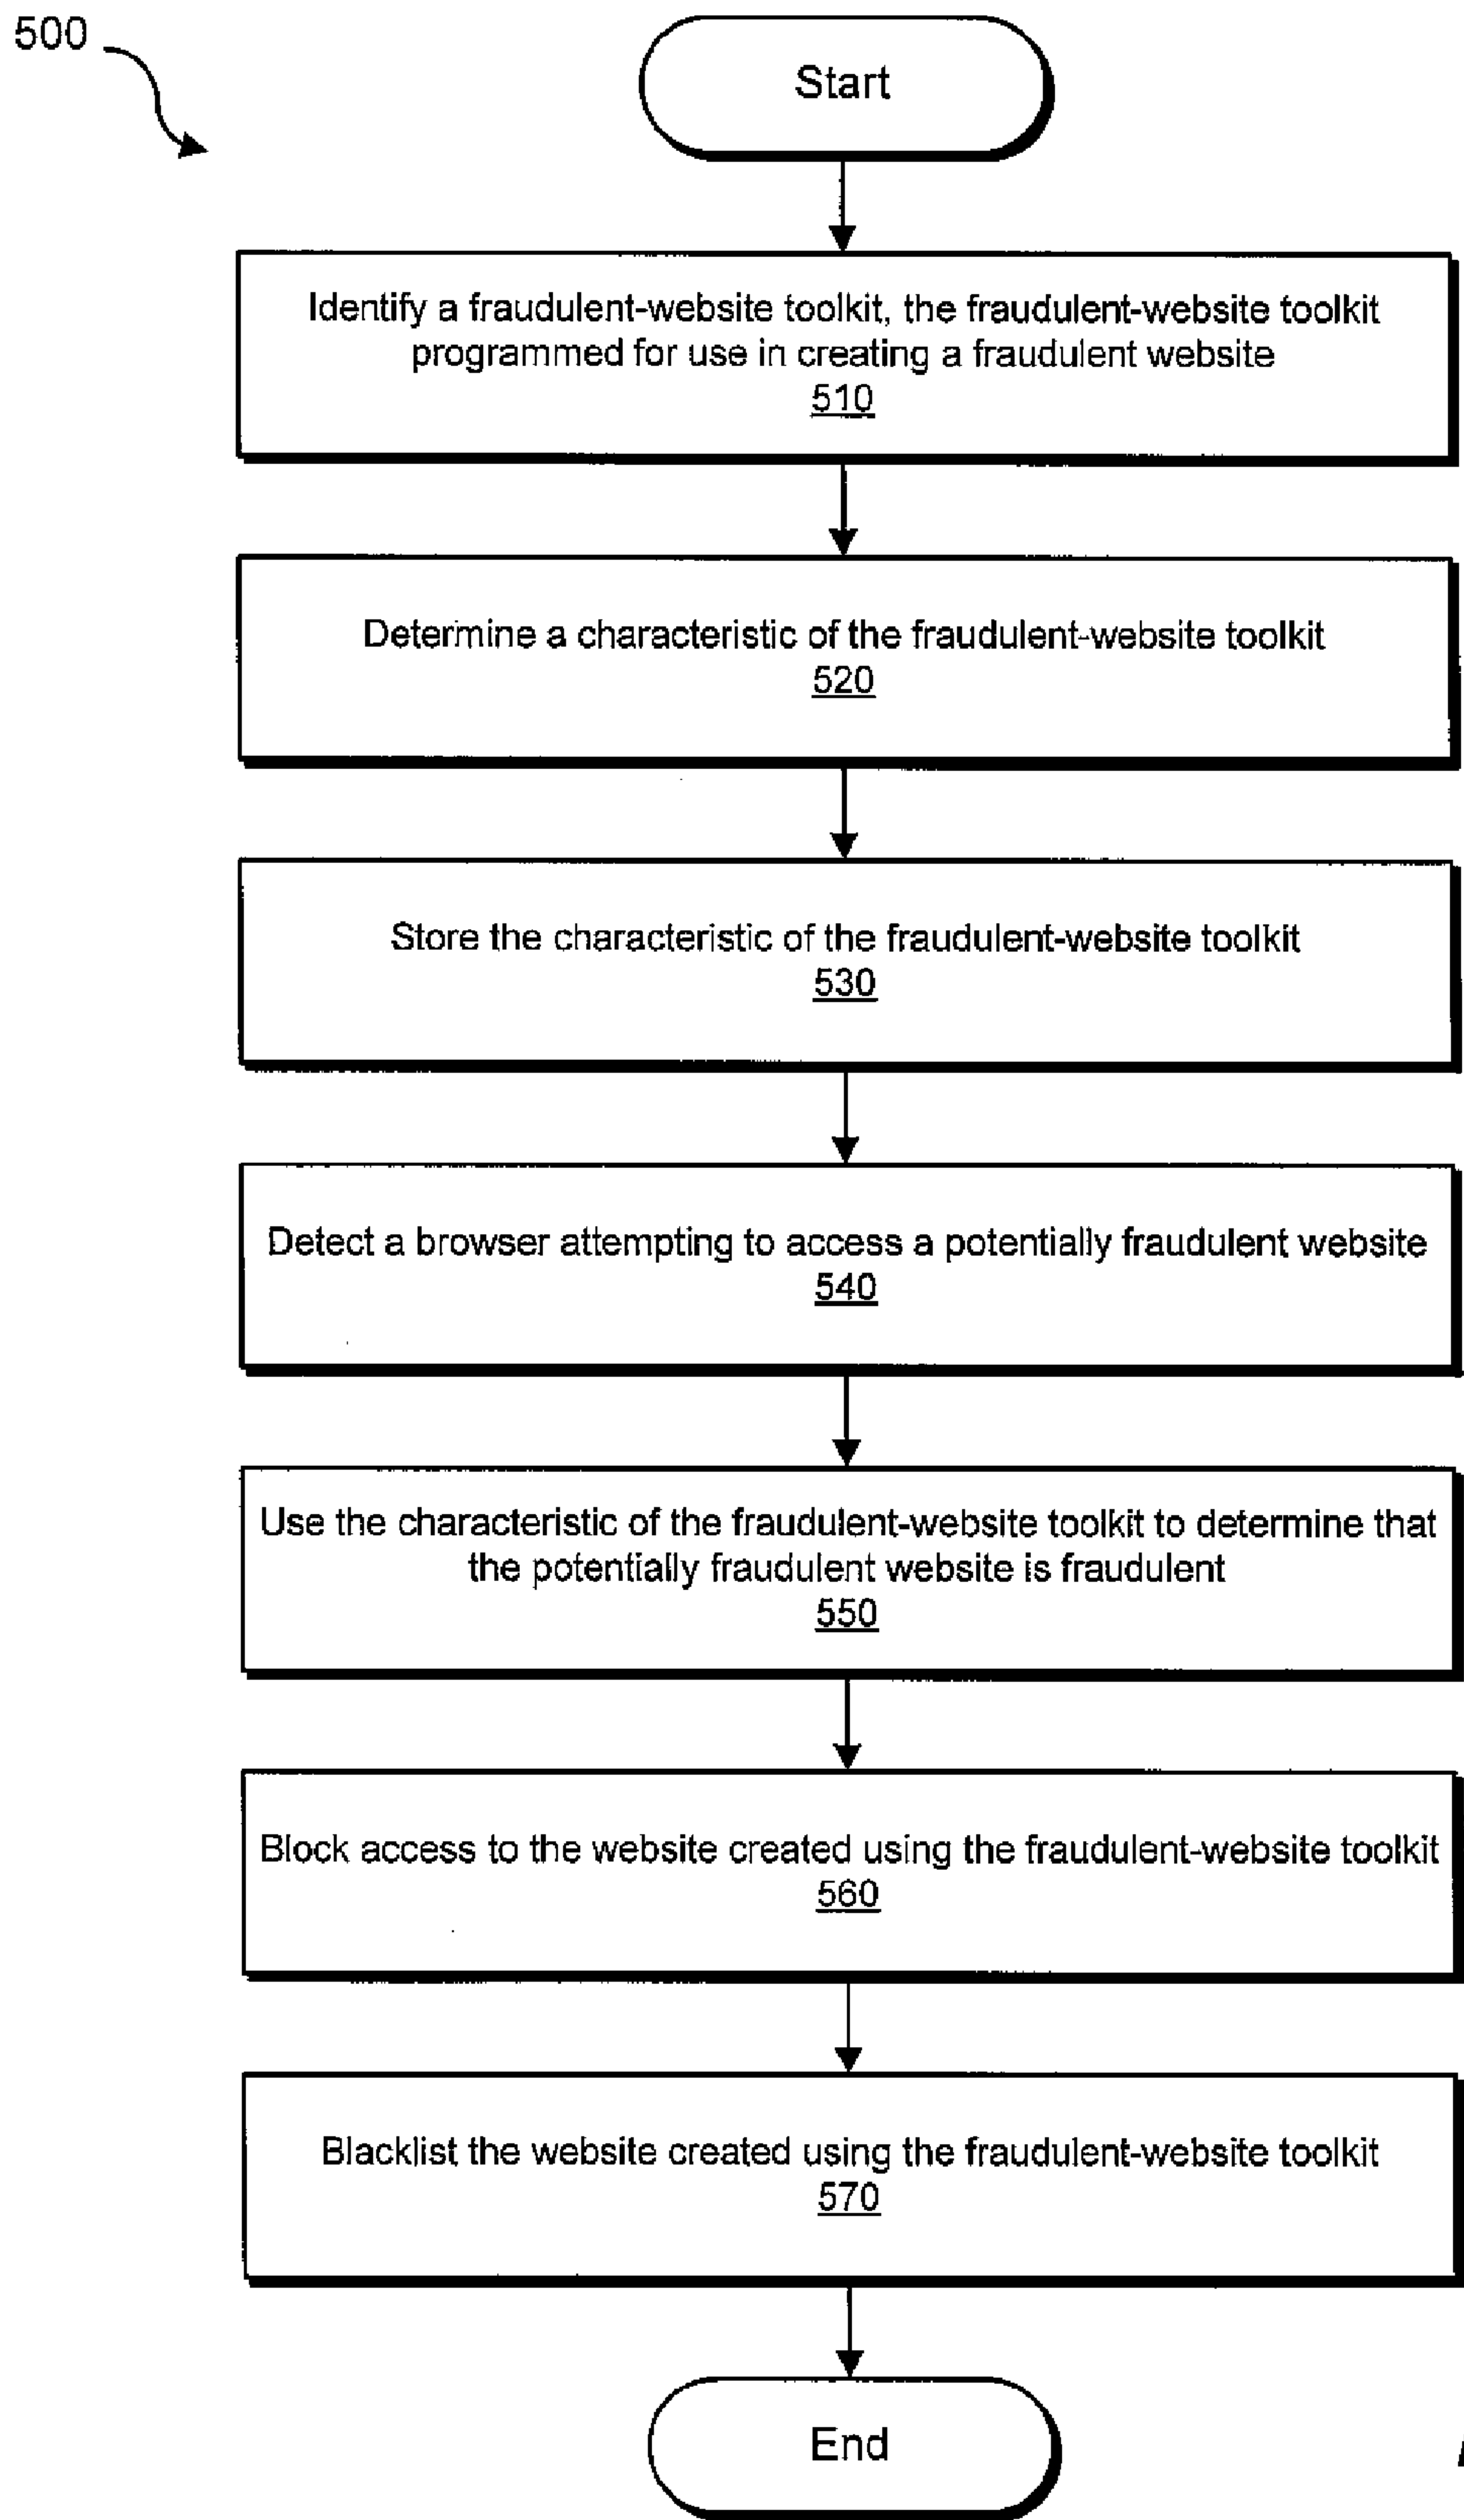 500
Start
Identify a fraudulent-website toolkit, the fraudulent-website toolkit
programmed for use in creating a fraudulent website
510
Determine a characteristic of the fraudulent-website toolkit
520
Store the characteristic of the fraudulent-website toolkit
530
Detect a browser attempting to access a potentially fraudulent website
540
Use the characteristic of the fraudulent-website toolkit to determine that
the potentially fraudulent website is fraudulent
550
Block access to the website created using the fraudulent-website toolkit
560
Blacklist the website created using the fraudulent-website toolkit
570
End